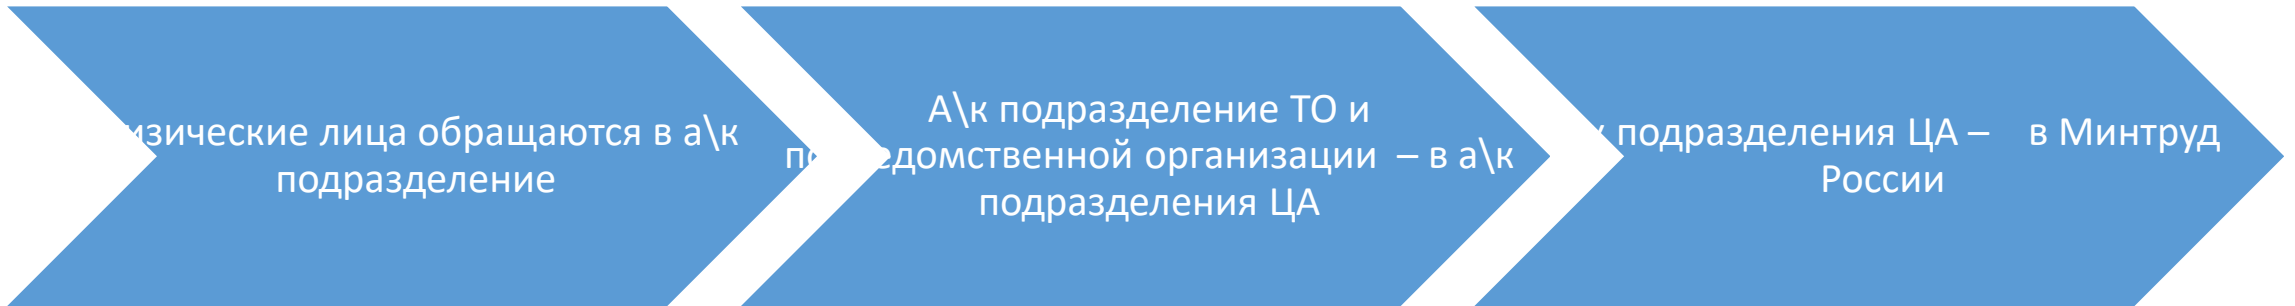 изические лица обращаются в а\к
подразделение
А\к подразделение ТО и
едомственной организации – в а\к
подразделения ЦА
подразделения ЦА – в Минтруд
России